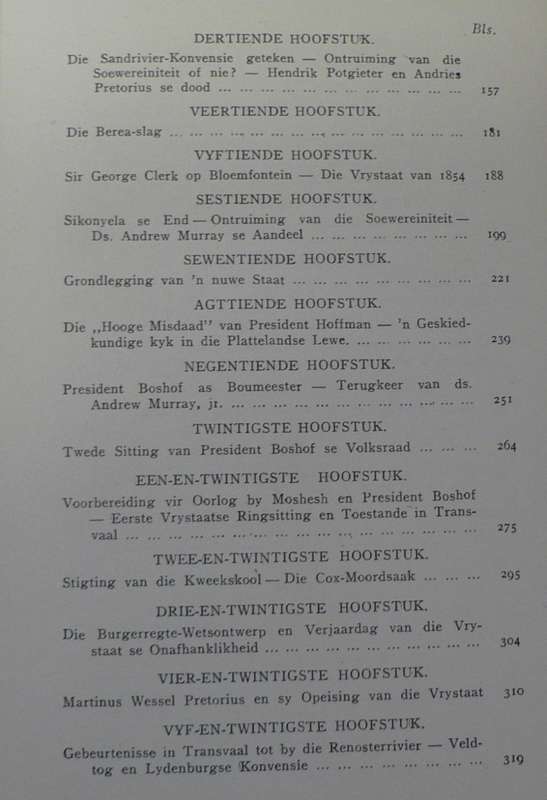 Bls.
DERTIENDE HOOFSTUK.
Die Sandrivier-Konvensie geteken — Ontruiming van die
Soewereiniteit of nie? — Hendrik Potgieter en Andries
Pretorius se dood ... ... ... ... ... ... ... ... ... ... ... ... 157
VEERTIENDE HOOFSTUK.
Die Berea-slag ... ... ... ... ... ... ... ... ... ... ... ... ... 181
VYFTIENDE HOOFSTUK.
Sir George Clerk op Bloemfontein — Die Vrystaat van 1854 188
SESTIENDE HOOFSTUK.
Sikonyela se End — Ontruiming van die Soewereiniteit —
Ds. Andrew Murray se Aandeel ... ... ... ... ... ... ... ... 199
SEWENTIENDE HOOFSTUK.
Grondlegging van 'n nuwe Staat ... ... ... ... ... ... ... ... ... 221
AGTTIENDE HOOFSTUK.
Die ,,Hooge Misdaad" van President Hoffman — 'n Geskied-
kundige kyk in die Plattelandse Lewe. ... ... ... ... ... ... 239
NEGENTIENDE HOOFSTUK.
President Boshof as Boumeester — Terugkeer van ds.
Andrew Murray, jr. ... ... ... ... ... ... ... ... ... ... ... ... 251
TWINTIGSTE HOOFSTUK.
Twede Sitting van President Boshof se Volksraad ... ... ... 264
EEN-EN-TWINTIGSTE HOOFSTUK.
Voorbereiding vir Oorlog by Moshesh en President Boshof
— Eerste Vrystaatse Ringsitting en Toestande in Trans-
vaal ... ... ... ... ... ... ... ... ... ... ... ... ... ... ... ... 275
TWEE-EN-TWINTIGSTE HOOFSTUK.
Stigting van die Kweekskool — Die Cox-Moordsaak ... ... ... 295
DRIE-EN-TWINTIGSTE HOOFSTUK.
Die Burgerregte-Wetsontwerp en Verjaardag van die Vry-
staat se Onafhanklikheid ... ... ... ... ... ... ... ... ... ... ... 304
VIER-EN-TWINTIGSTE HOOFSTUK.
Martinus Wessel Pretorius en sy Opeising van die Vrystaat 310
VYF-EN-TWINTIGSTE HOOFSTUK.
Gebeurtenisse in Transvaal tot by die Renosterrivier — Veld-
tog en Lydenburgse Konvensie ... ... ... ... ... ... ... ... 319